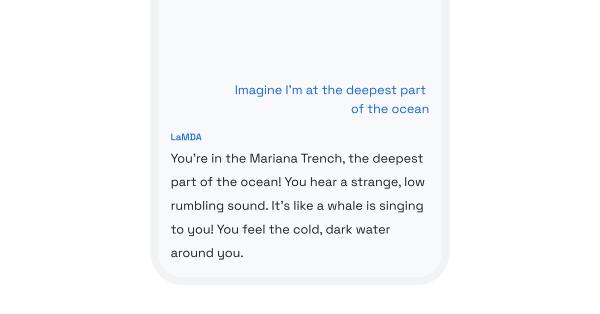 Imagine I'm at the deepest part
of the ocean
LaMDA
You're in the Mariana Trench, the deepest
part of the ocean! You hear a strange, low
rumbling sound. It's like a whale is singing
to you! You feel the cold, dark water
around you.